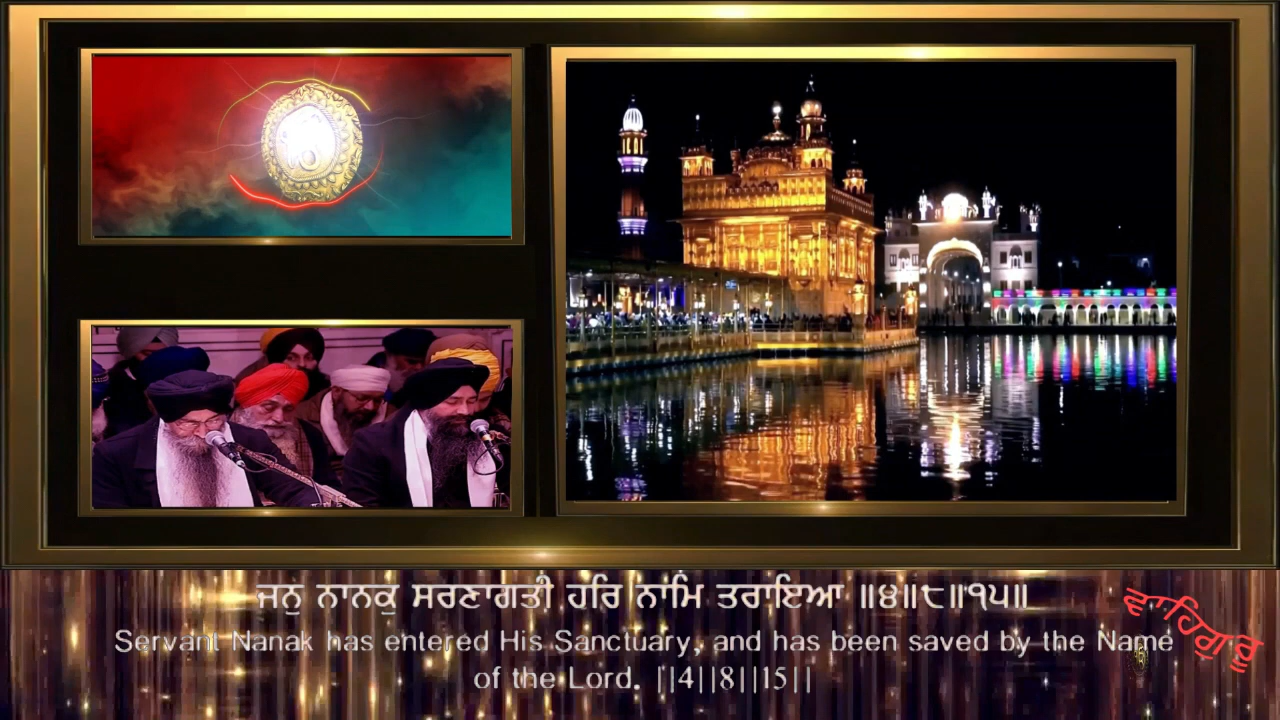 ੴ
ਜਨੁ ਨਾਨਕੁ ਸਰਣਾਗਤੀ ਹਰਿ ਨਾਮਿ ਤਰਾਇਆ ॥੪॥੮॥੧੫॥
Servant Nanak has entered His Sanctuary, and has been saved by the Name
of the Lord. ||4||8||15||
ਵਾਹਿਗੁਰੂ